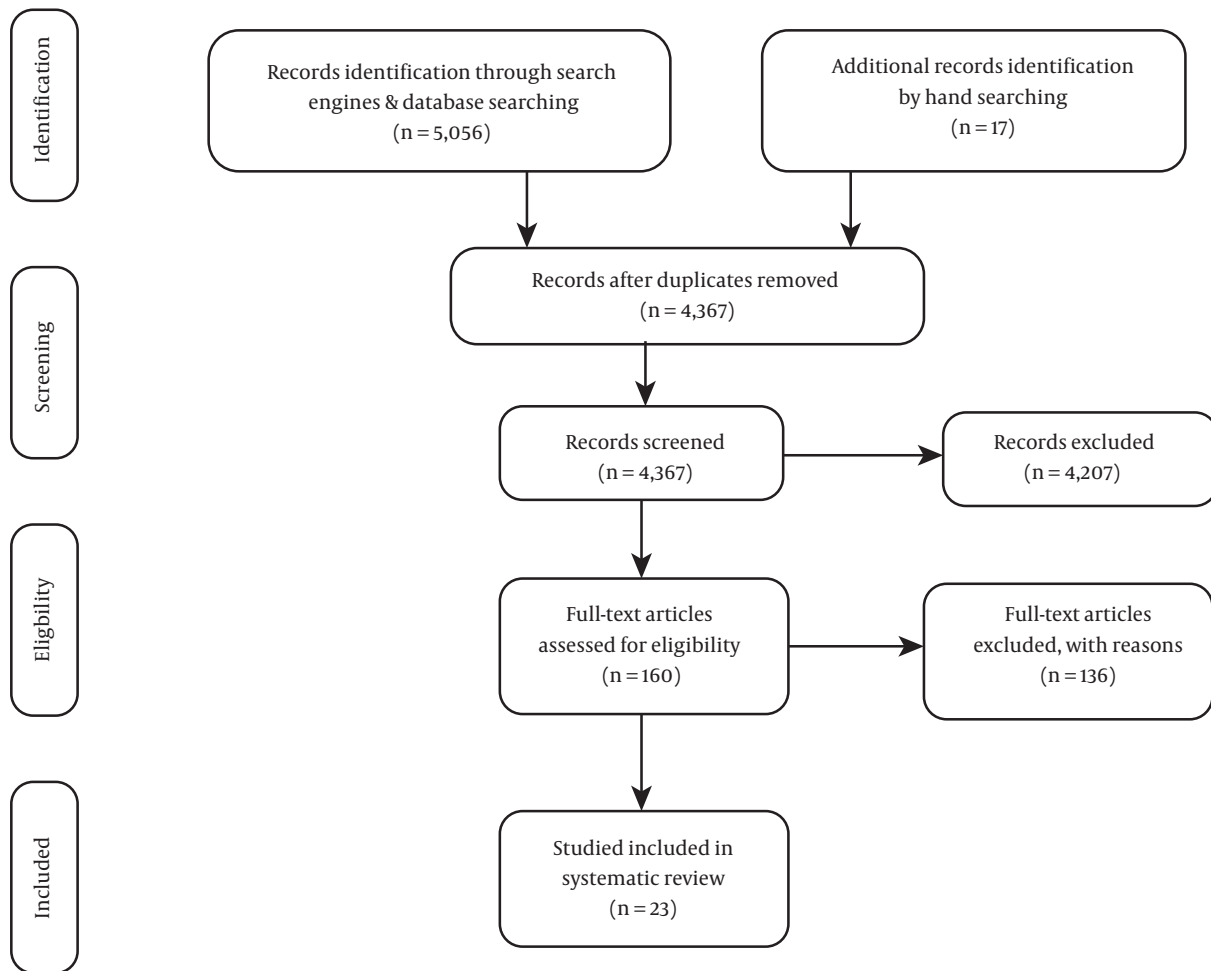 Identification
Records identification through search
engines & database searching
(n = 5,056)
Additional records identification
by hand searching
(n = 17)
Screening
Records after duplicates removed
(n = 4,367)
Records screened
(n = 4,367)
Records excluded
(n = 4,207)
Eligbility
Full-text articles
assessed for eligibility
(n = 160)
Full-text articles
excluded, with reasons
(n = 136)
Included
Studied included in
systematic review
(n = 23)